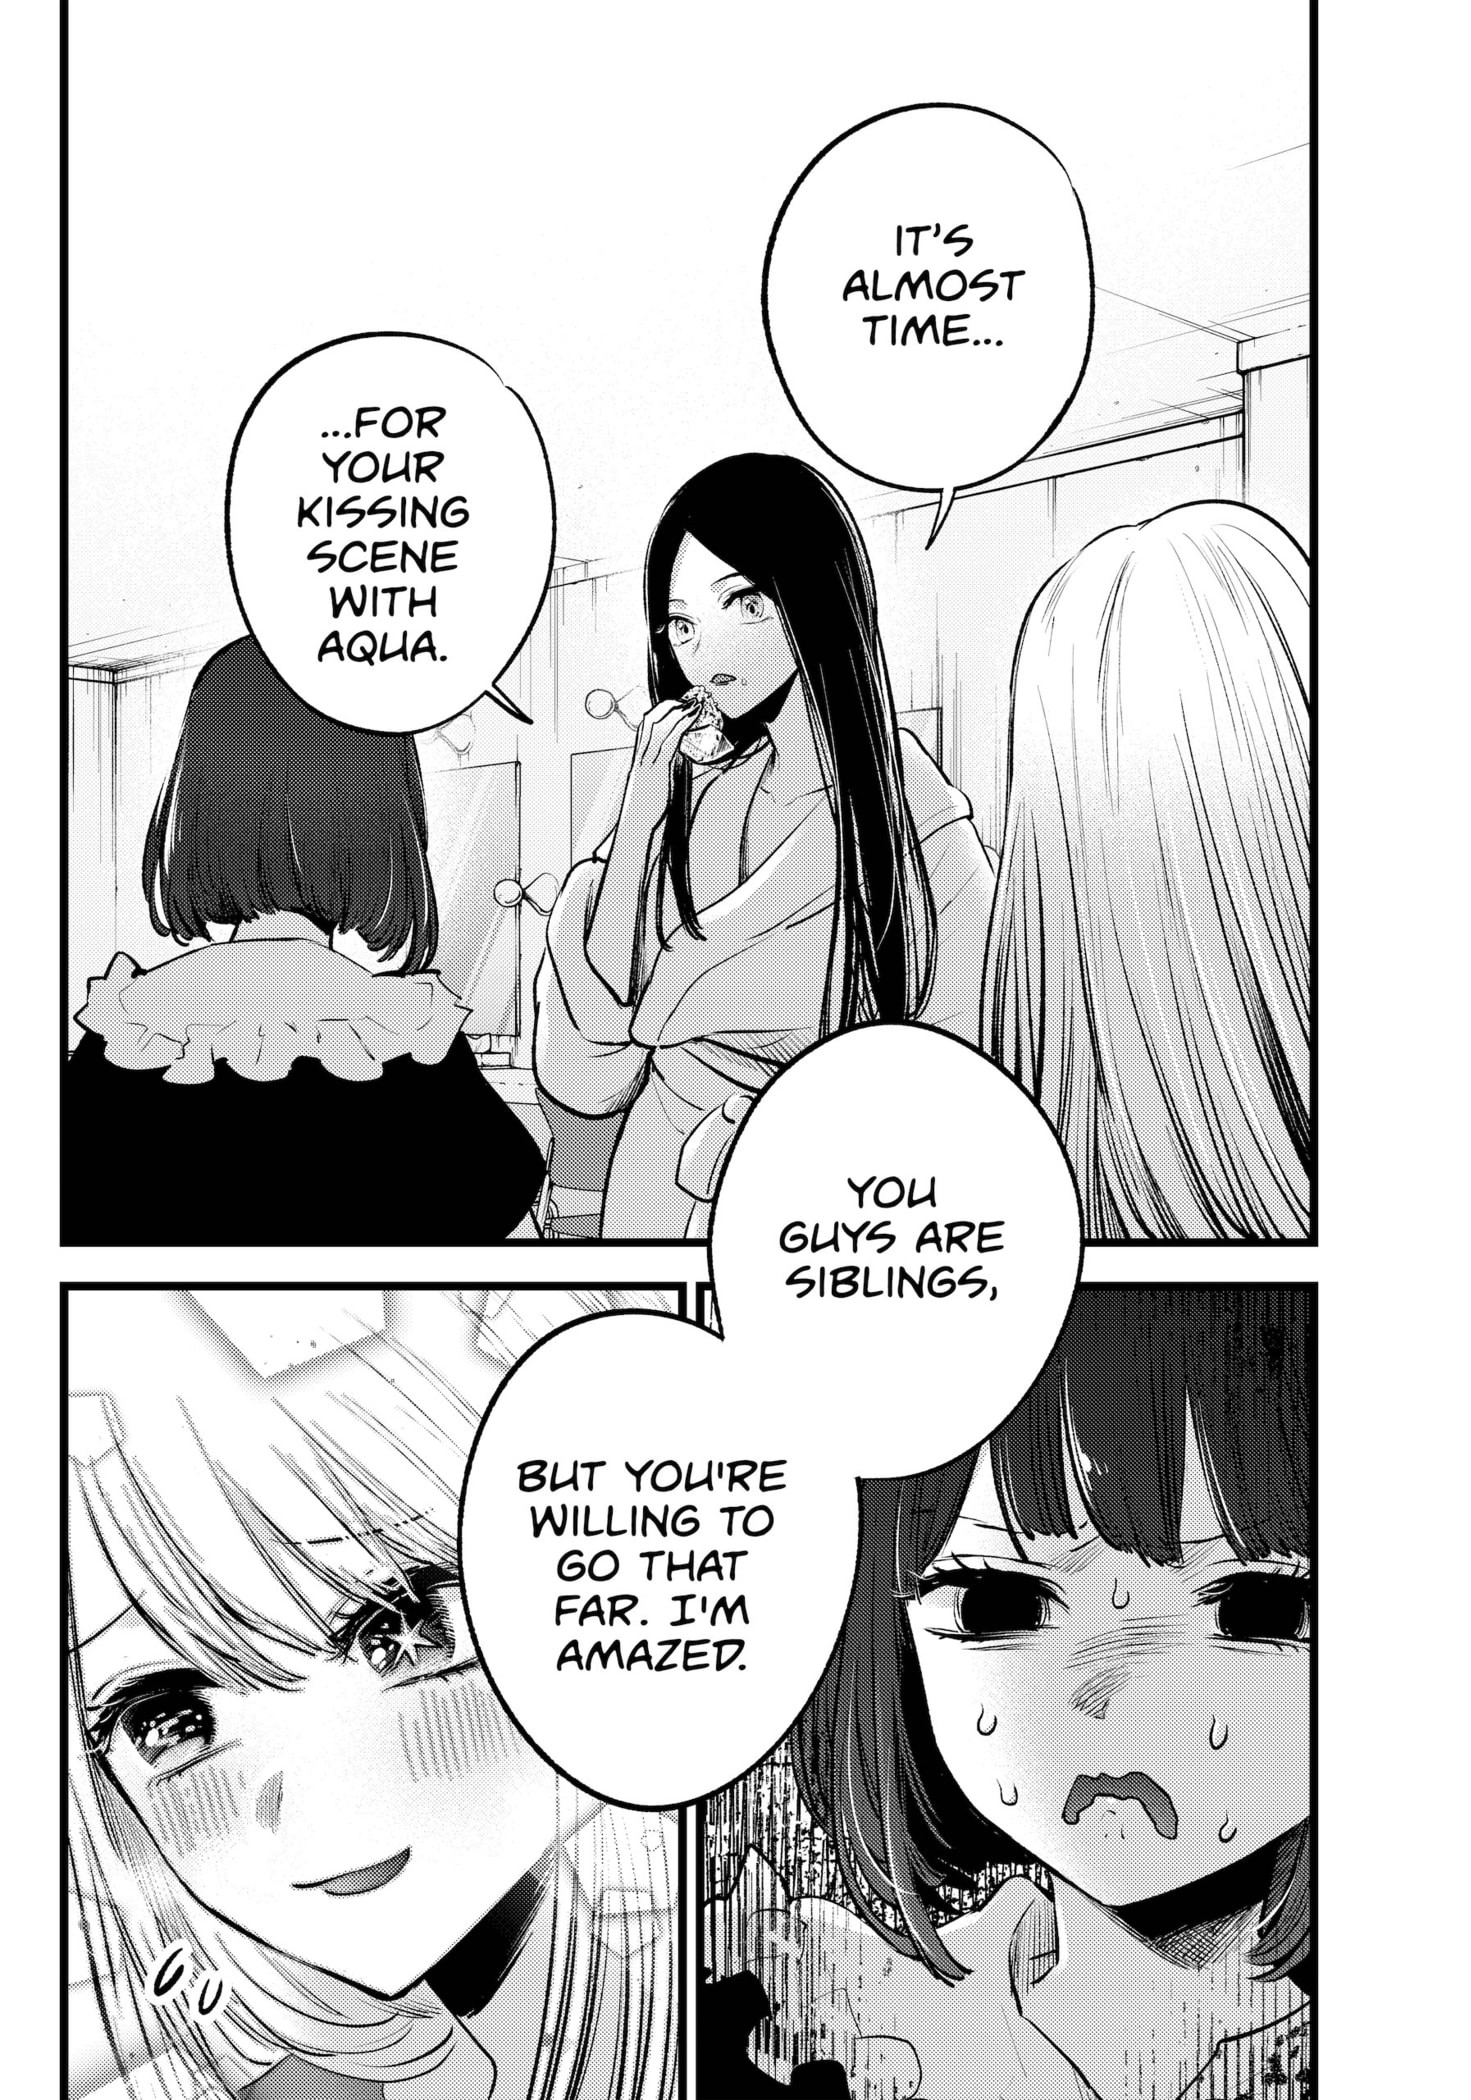 IT'S
ALMOST
TIME...
...FOR
YOUR
KISSING
SCENE
WITH
AQUA.
YOU
GUYS ARE
SIBLINGS,
BUT YOU'RE
WILLING TO
GO THAT
FAR. I'M
AMAZED.